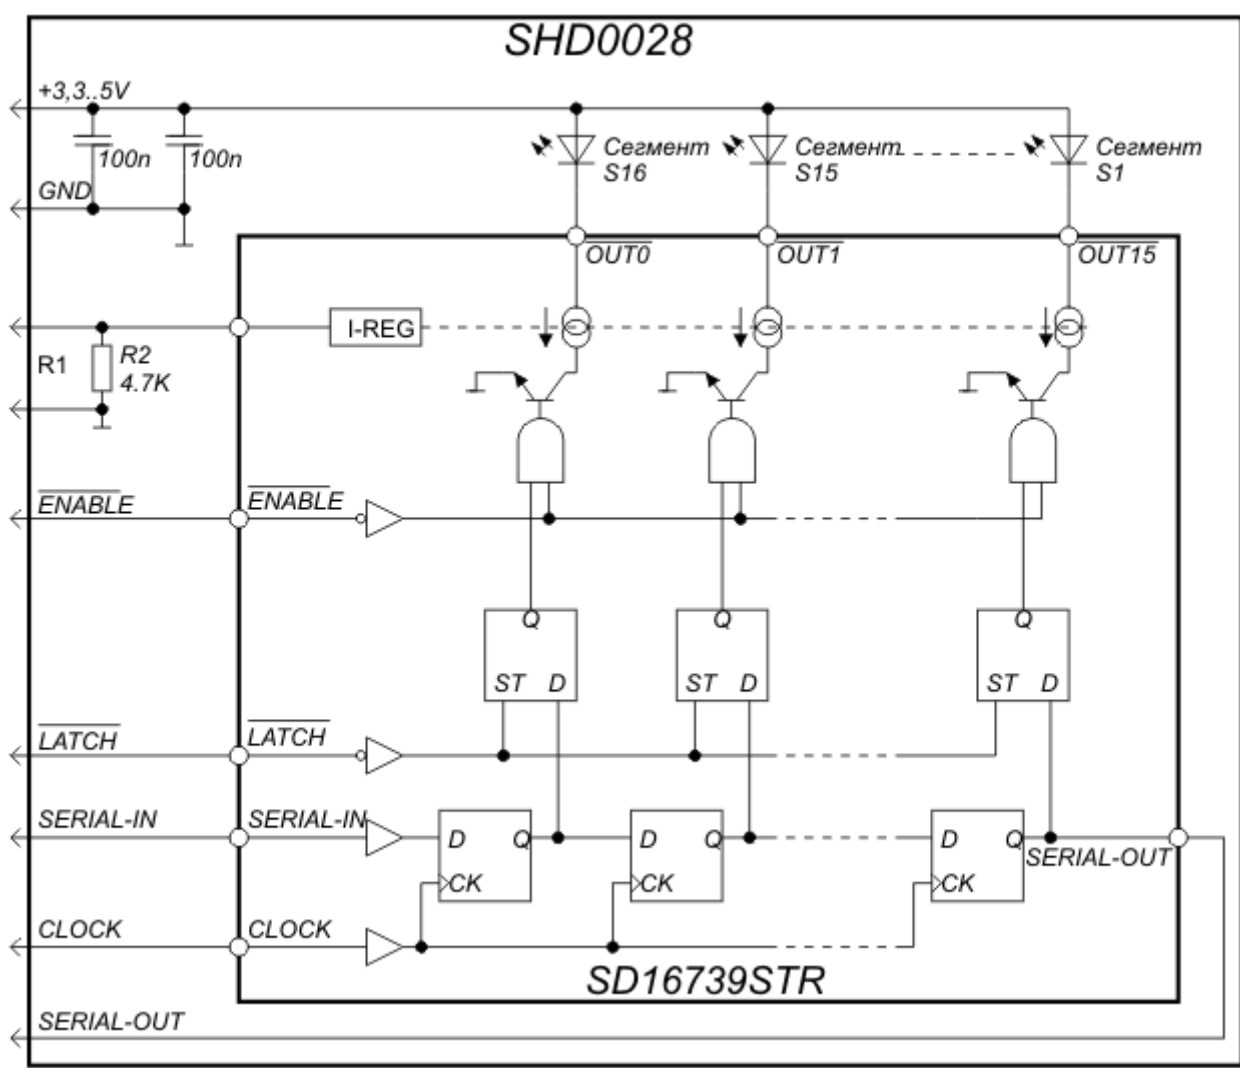 SHD0028
+3,3..5V
100n
100n
Сегмент
S16
Сегмент
S15
Сегмент
S1
GND
OUT0
OUT1
OUT15
I-REG
R1
R2
4.7K
ENABLE
ENABLE
Q
Q
Q
ST D
ST D
ST D
LATCH
LATCH
SERIAL-IN
SERIAL-IN
D Q
D Q
D Q
SERIAL-OUT
CK
CK
CK
CLOCK
CLOCK
SD16739STR
SERIAL-OUT